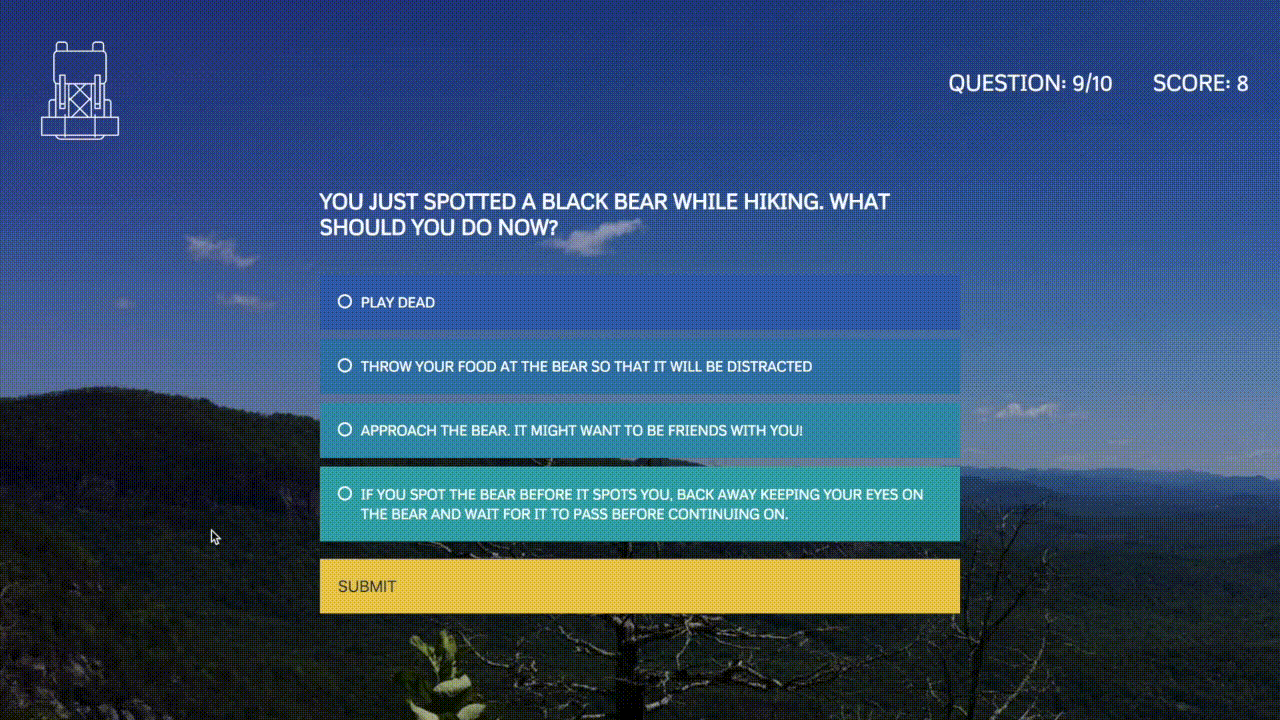 QUESTION: 9/10 SCORE: 8
YOU JUST SPOTTED A BLACK BEAR WHILE HIKING. WHAT
SHOULD YOU DO NOW?
PLAY DEAD
THROW YOUR FOOD AT THE BEAR SO THAT IT WILL BE DISTRACTED
APPROACH THE BEAR. IT MIGHT WANT TO BE FRIENDS WITH YOU!
IF YOU SPOT THE BEAR BEFORE IT SPOTS YOU, BACK AWAY KEEPING YOUR EYES ON
THE BEAR AND WAIT FOR IT TO PASS BEFORE CONTINUING ON.
SUBMIT